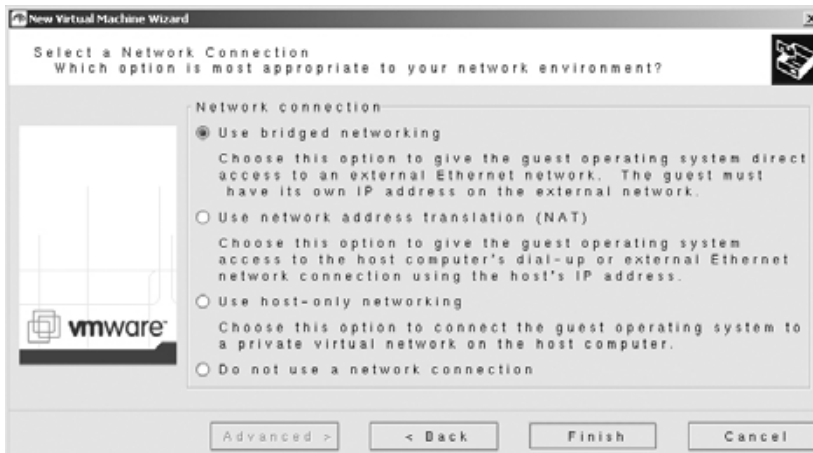 New Virtual Machine Wizard
Select a Network Connection
Which option is most appropriate to your network environment?
Network connection
Use bridged networking
Choose this option to give the guest operating system direct
access to an external Ethernet network. The guest must
have its own IP address on the external network.
Use network address translation (NAT)
Choose this option to give the guest operating system
access to the host computer's dial-up or external Ethernet
network connection using the host's IP address.
Use host-only networking
Choose this option to connect the guest operating system to
a private virtual network on the host computer.
Do not use a network connection
vmware
Advanced >
< Back
Finish
Cancel